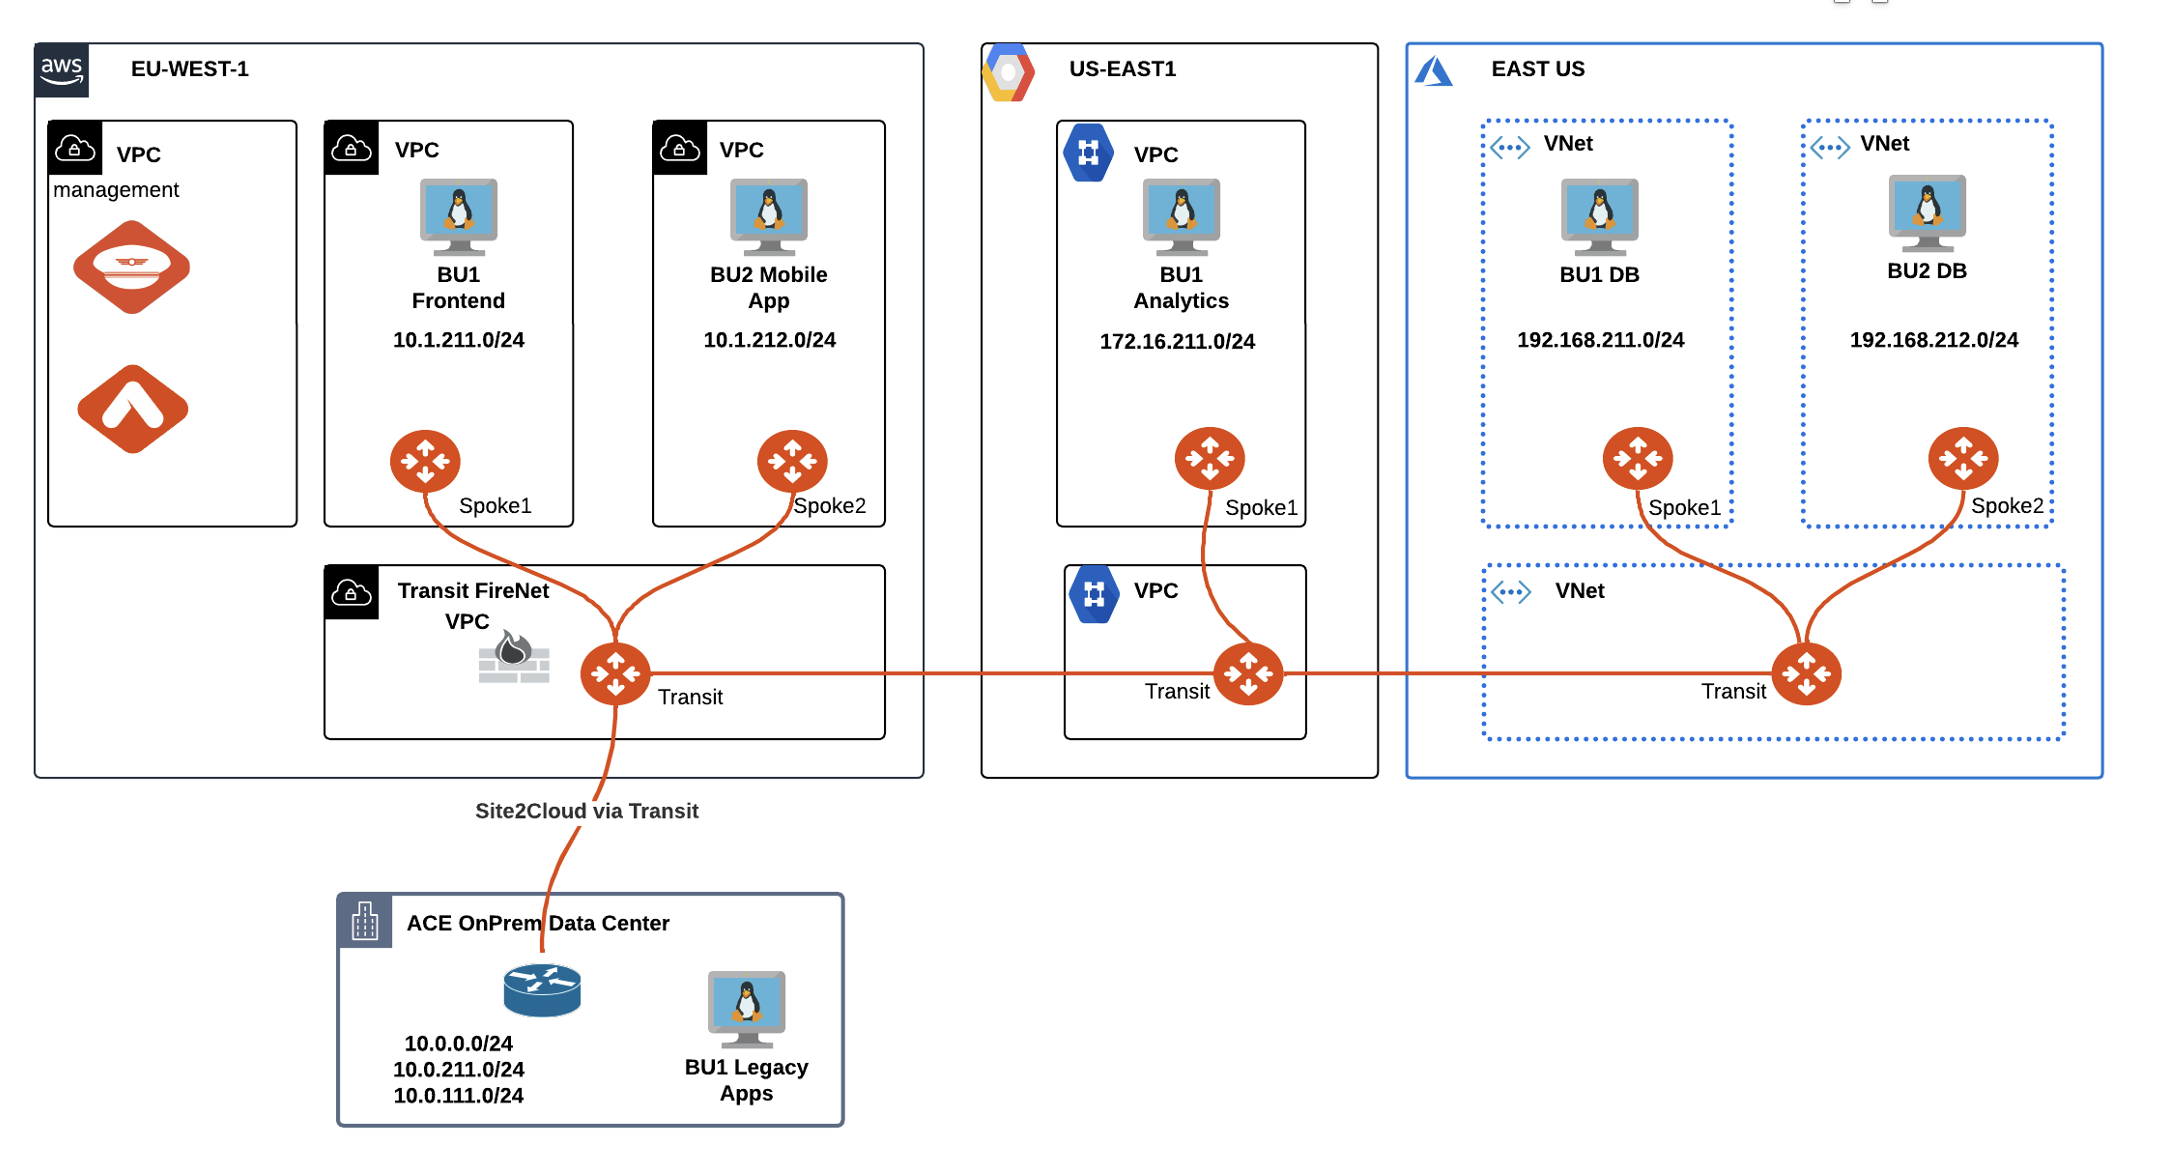 aws
EU-WEST-1
VPC
management
VPC
BU1
Frontend
10.1.211.0/24
Spoke1
VPC
BU2 Mobile
App
10.1.212.0/24
Spoke2
Transit FireNet
VPC
Transit
US-EAST1
VPC
BU1
Analytics
172.16.211.0/24
Spoke1
VPC
Transit
EAST US
VNet
BU1 DB
192.168.211.0/24
Spoke1
VNet
BU2 DB
192.168.212.0/24
Spoke2
VNet
Transit
Site2Cloud via Transit
ACE OnPrem Data Center
10.0.0.0/24
10.0.211.0/24
10.0.111.0/24
BU1 Legacy
Apps